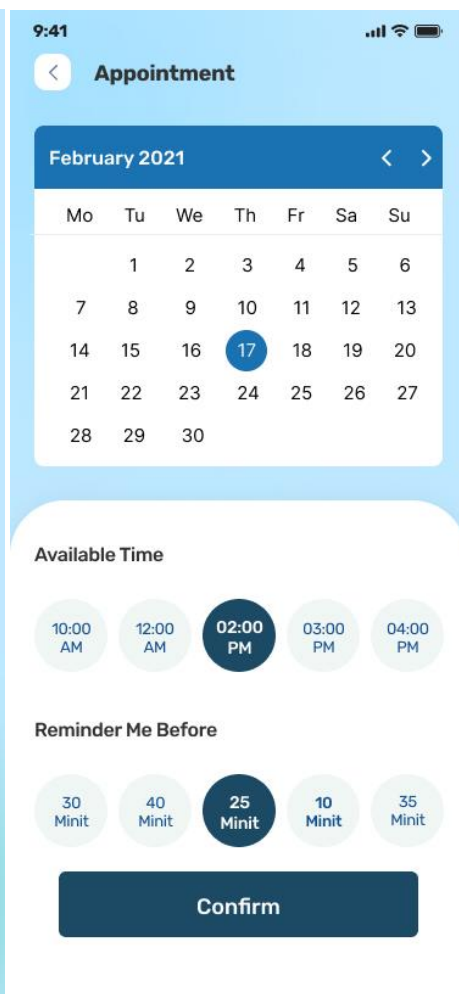 9:41
Appointment
February 2021
Mo Tu We Th Fr Sa Su
1 2 3 4 5 6
7 8 9 10 11 12 13
14 15 16 17 18 19 20
21 22 23 24 25 26 27
28 29 30
Available Time
10:00 12:00 02:00 03:00 04:00
AM AM PM PM PM
Reminder Me Before
30 40 25 10 35
Minit Minit Minit Minit Minit
Confirm